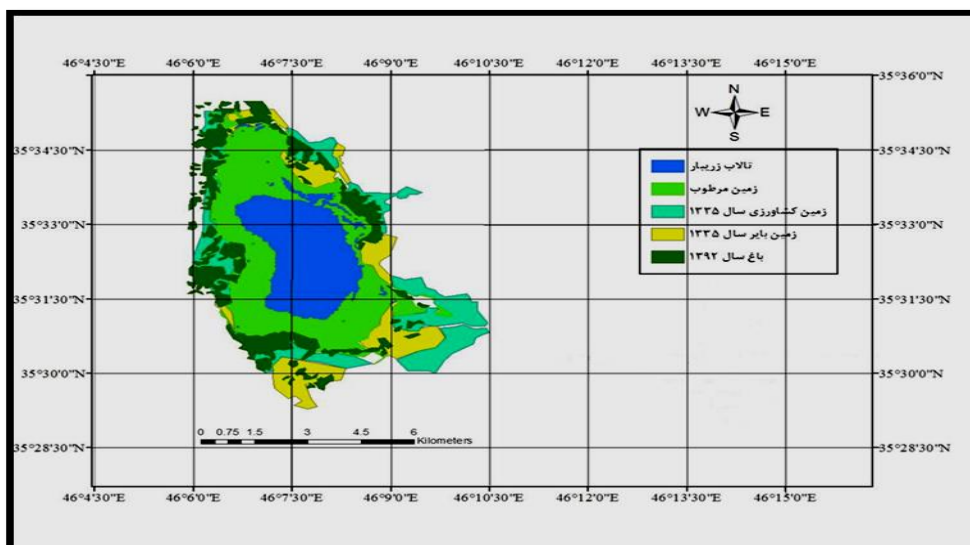 46°4'30"E 46°6'0"E 46°7'30"E 46°9'0"E 46°10'30"E 46°12'0"E 46°13'30"E 46°15'0"E
35°36'0"N
N
W E
S
35°34'30"N 35°34'30"N
تالاب زریبار
زمین مرطوب
زمین کشاورزی سال ۱۳۳۵
35°33'0"N 35°33'0"N
زمین بایر سال ۱۳۳۵
باغ سال ۱۳۹۲
35°31'30"N 35°31'30"N
35°30'0"N 35°30'0"N
0 0.75 1.5 3 4.5 6
Kilometers
35°28'30"N 35°28'30"N
46°4'30"E 46°6'0"E 46°7'30"E 46°9'0"E 46°10'30"E 46°12'0"E 46°13'30"E 46°15'0"E